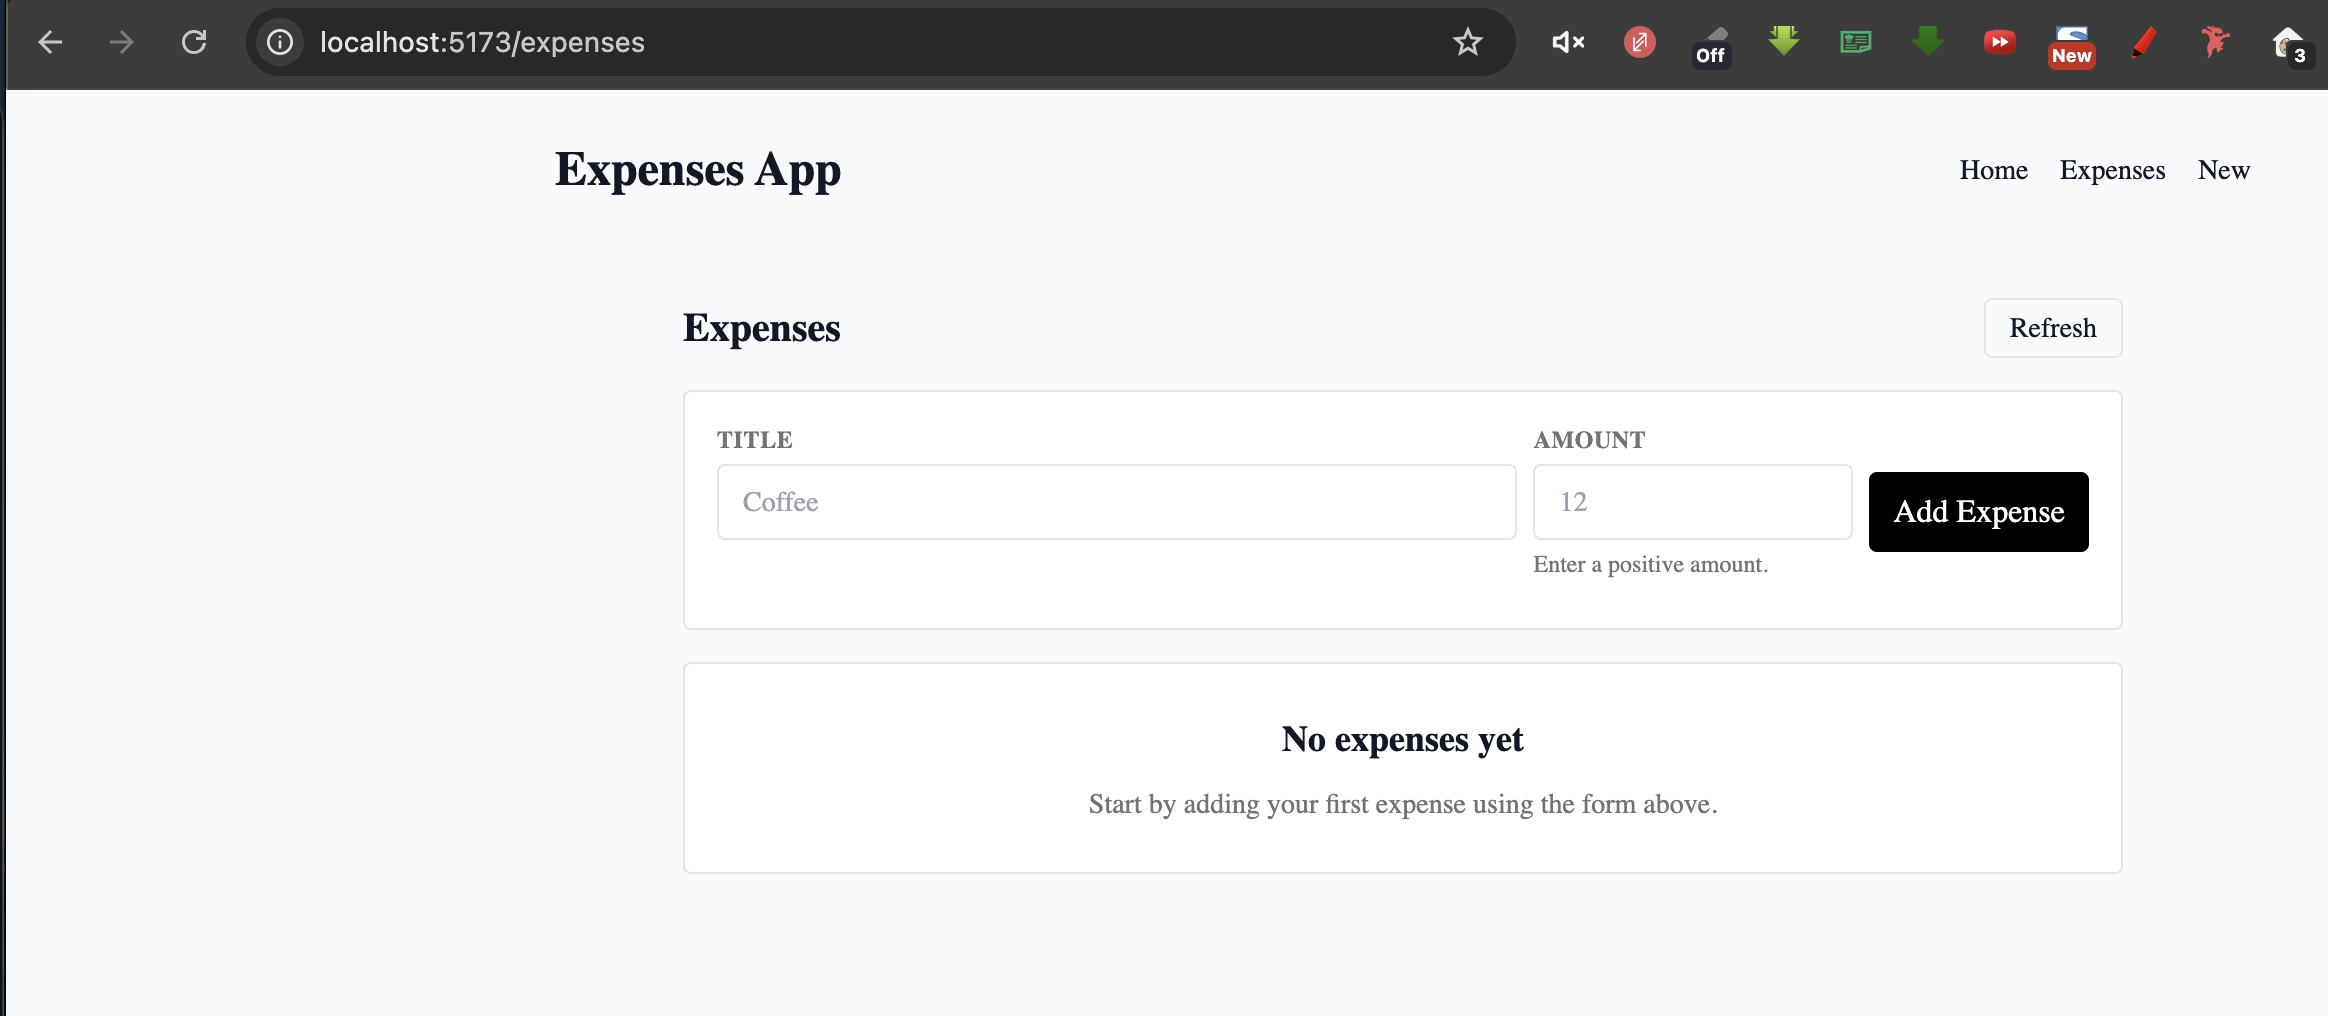 localhost:5173/expenses
Off
New
3
Expenses App
Home Expenses New
Expenses
Refresh
TITLE
AMOUNT
Coffee
12
Add Expense
Enter a positive amount.
No expenses yet
Start by adding your first expense using the form above.